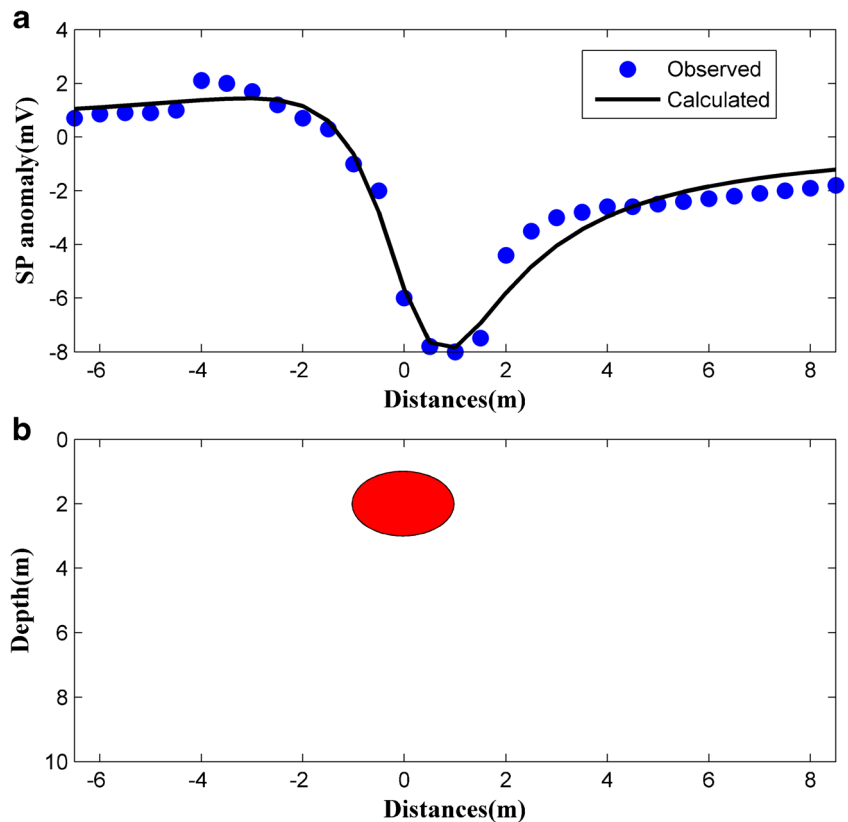 a
4
2
0
-2
-4
-6
-8
SP anomaly(mV)
Observed
Calculated
-6 -4 -2 0 2 4 6 8
Distances(m)
b
0
2
4
6
8
10
Depth(m)
-6 -4 -2 0 2 4 6 8
Distances(m)